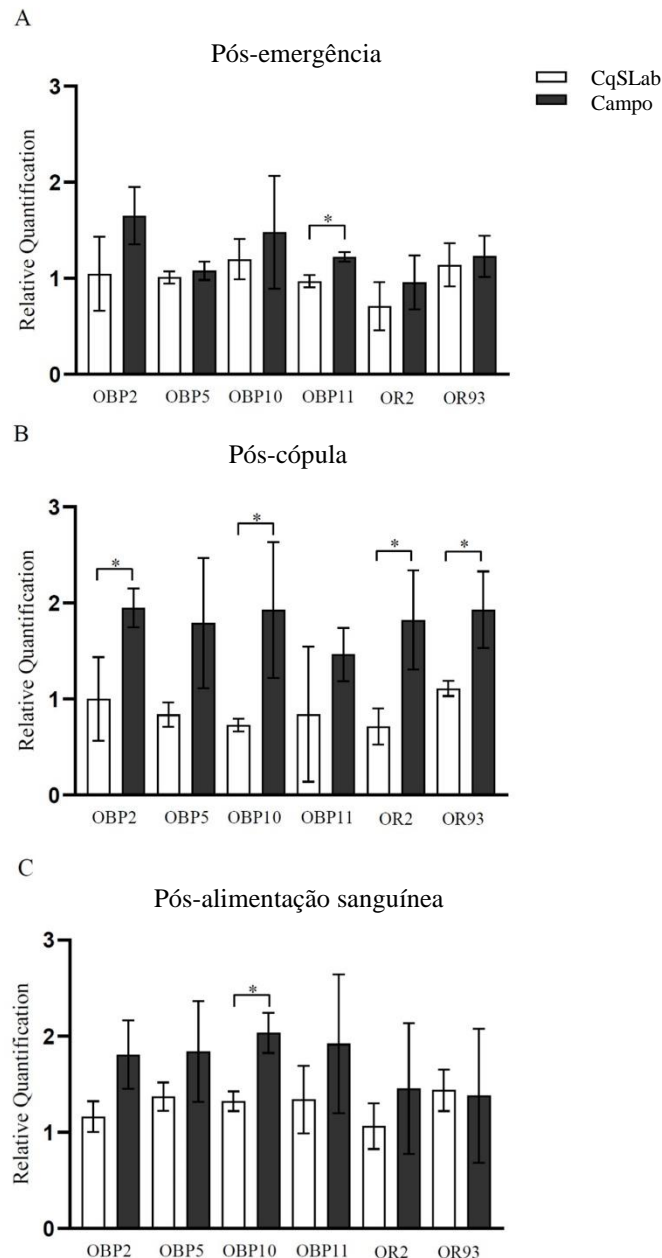 A
Pós-emergência
CqSLab
Campo
Relative Quantification
3
2
1
0
*
OBP2 OBP5 OBP10 OBP11 OR2 OR93
B
Pós-cópula
Relative Quantification
3
2
1
0
* * * *
OBP2 OBP5 OBP10 OBP11 OR2 OR93
C
Pós-alimentação sanguínea
Relative Quantification
3
2
1
0
*
OBP2 OBP5 OBP10 OBP11 OR2 OR93